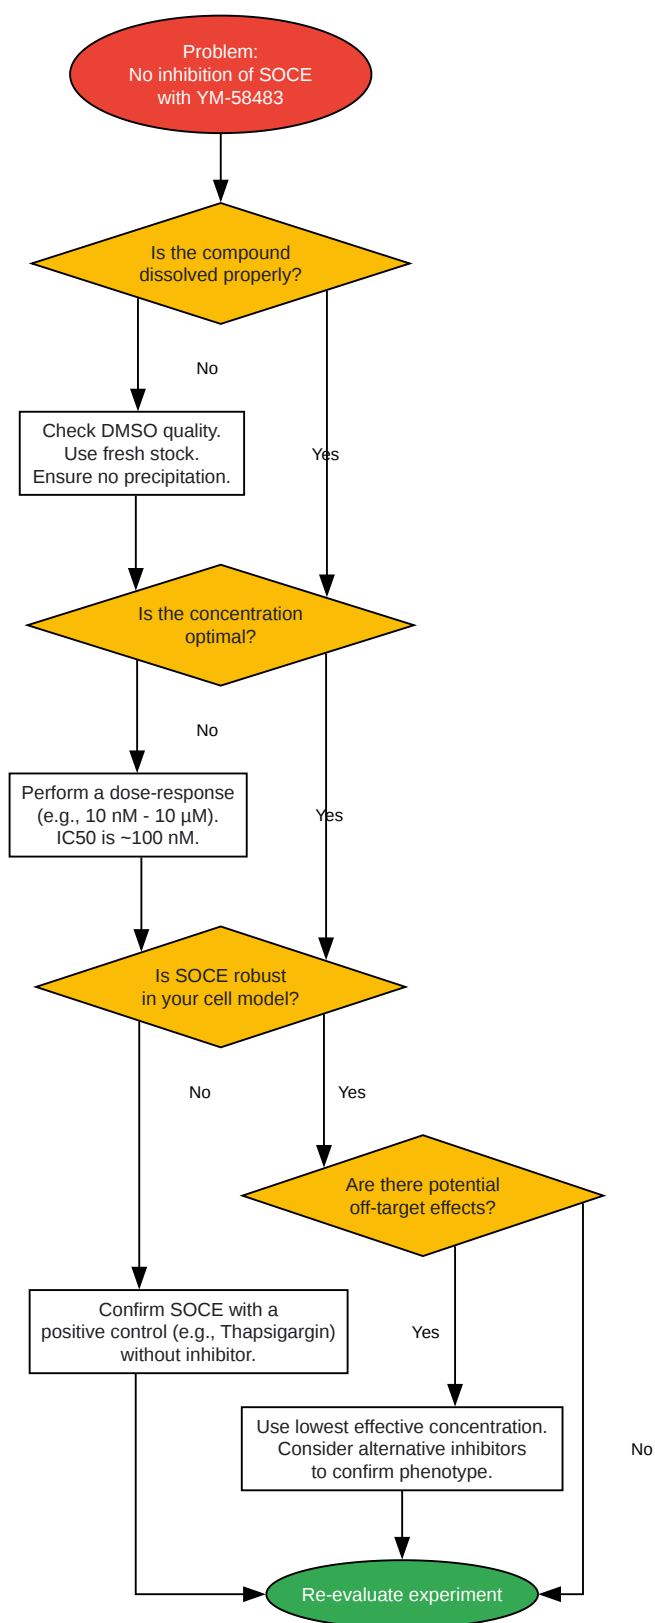 Problem:
No inhibition of SOCE
with YM-58483
Is the compound
dissolved properly?
No
Check DMSO quality.
Use fresh stock.
Ensure no precipitation.
Yes
Is the concentration
optimal?
No
Perform a dose-response
(e.g., 10 nM - 10 µM).
IC50 is ~100 nM.
Yes
Is SOCE robust
in your cell model?
No
Yes
Are there potential
off-target effects?
Confirm SOCE with a
positive control (e.g., Thapsigargin)
without inhibitor.
Yes
Use lowest effective concentration.
Consider alternative inhibitors
to confirm phenotype.
No
Re-evaluate experiment